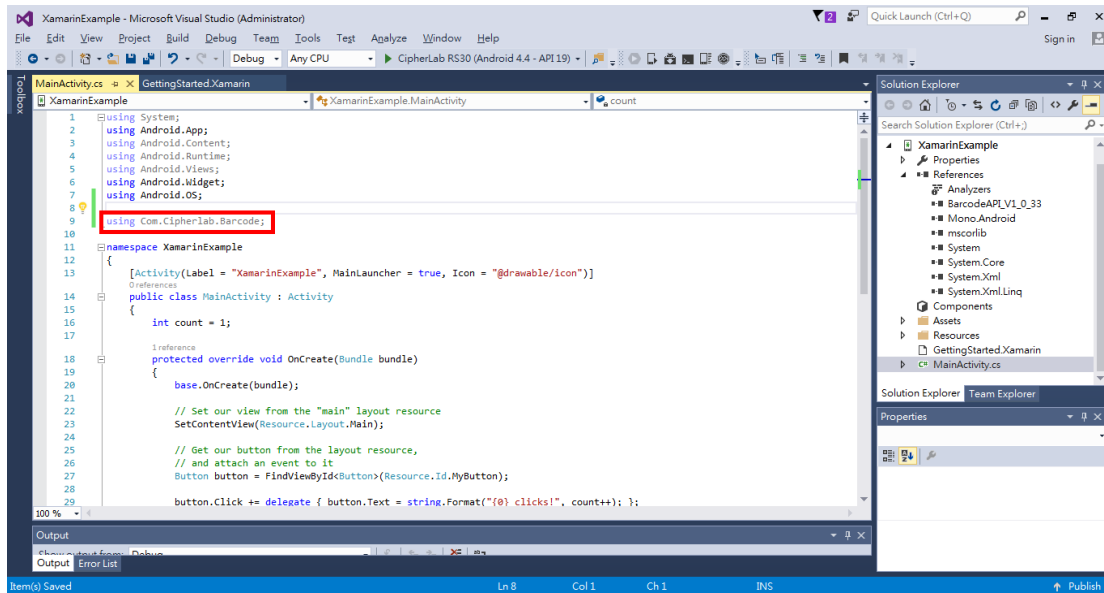 XamarinExample - Microsoft Visual Studio (Administrator)
2
Quick Launch (Ctrl+Q)
File Edit View Project Build Debug Team Tools Test Analyze Window Help
Sign in
Debug Any CPU CipherLab RS30 (Android 4.4 - API 19)
Toolbox
MainActivity.cs GettingStarted.Xamarin
XamarinExample XamarinExample.MainActivity count
1 using System;
2 using Android.App;
3 using Android.Content;
4 using Android.Runtime;
5 using Android.Views;
6 using Android.Widget;
7 using Android.OS;
8
9 using Com.Cipherlab.Barcode;
10
11 namespace XamarinExample
12 {
13 [Activity(Label = "XamarinExample", MainLauncher = true, Icon = "@drawable/icon")]
0 references
14 public class MainActivity : Activity
15 {
16 int count = 1;
17
1 reference
18 protected override void OnCreate(Bundle bundle)
19 {
20 base.OnCreate(bundle);
21
22 // Set our view from the "main" layout resource
23 SetContentView(Resource.Layout.Main);
24
25 // Get our button from the layout resource,
26 // and attach an event to it
27 Button button = FindViewById<Button>(Resource.Id.MyButton);
28
29 button.Click += delegate { button.Text = string.Format("{0} clicks!", count++); };
100 %
Solution Explorer
Search Solution Explorer (Ctrl+;)
XamarinExample
Properties
References
Analyzers
BarcodeAPI_V1_0_33
Mono.Android
mscorlib
System
System.Core
System.Xml
System.Xml.Linq
Components
Assets
Resources
GettingStarted.Xamarin
C# MainActivity.cs
Solution Explorer Team Explorer
Properties
Output
Show output from: Debug
Output Error List
Item(s) Saved Ln 8 Col 1 Ch 1 INS Publish